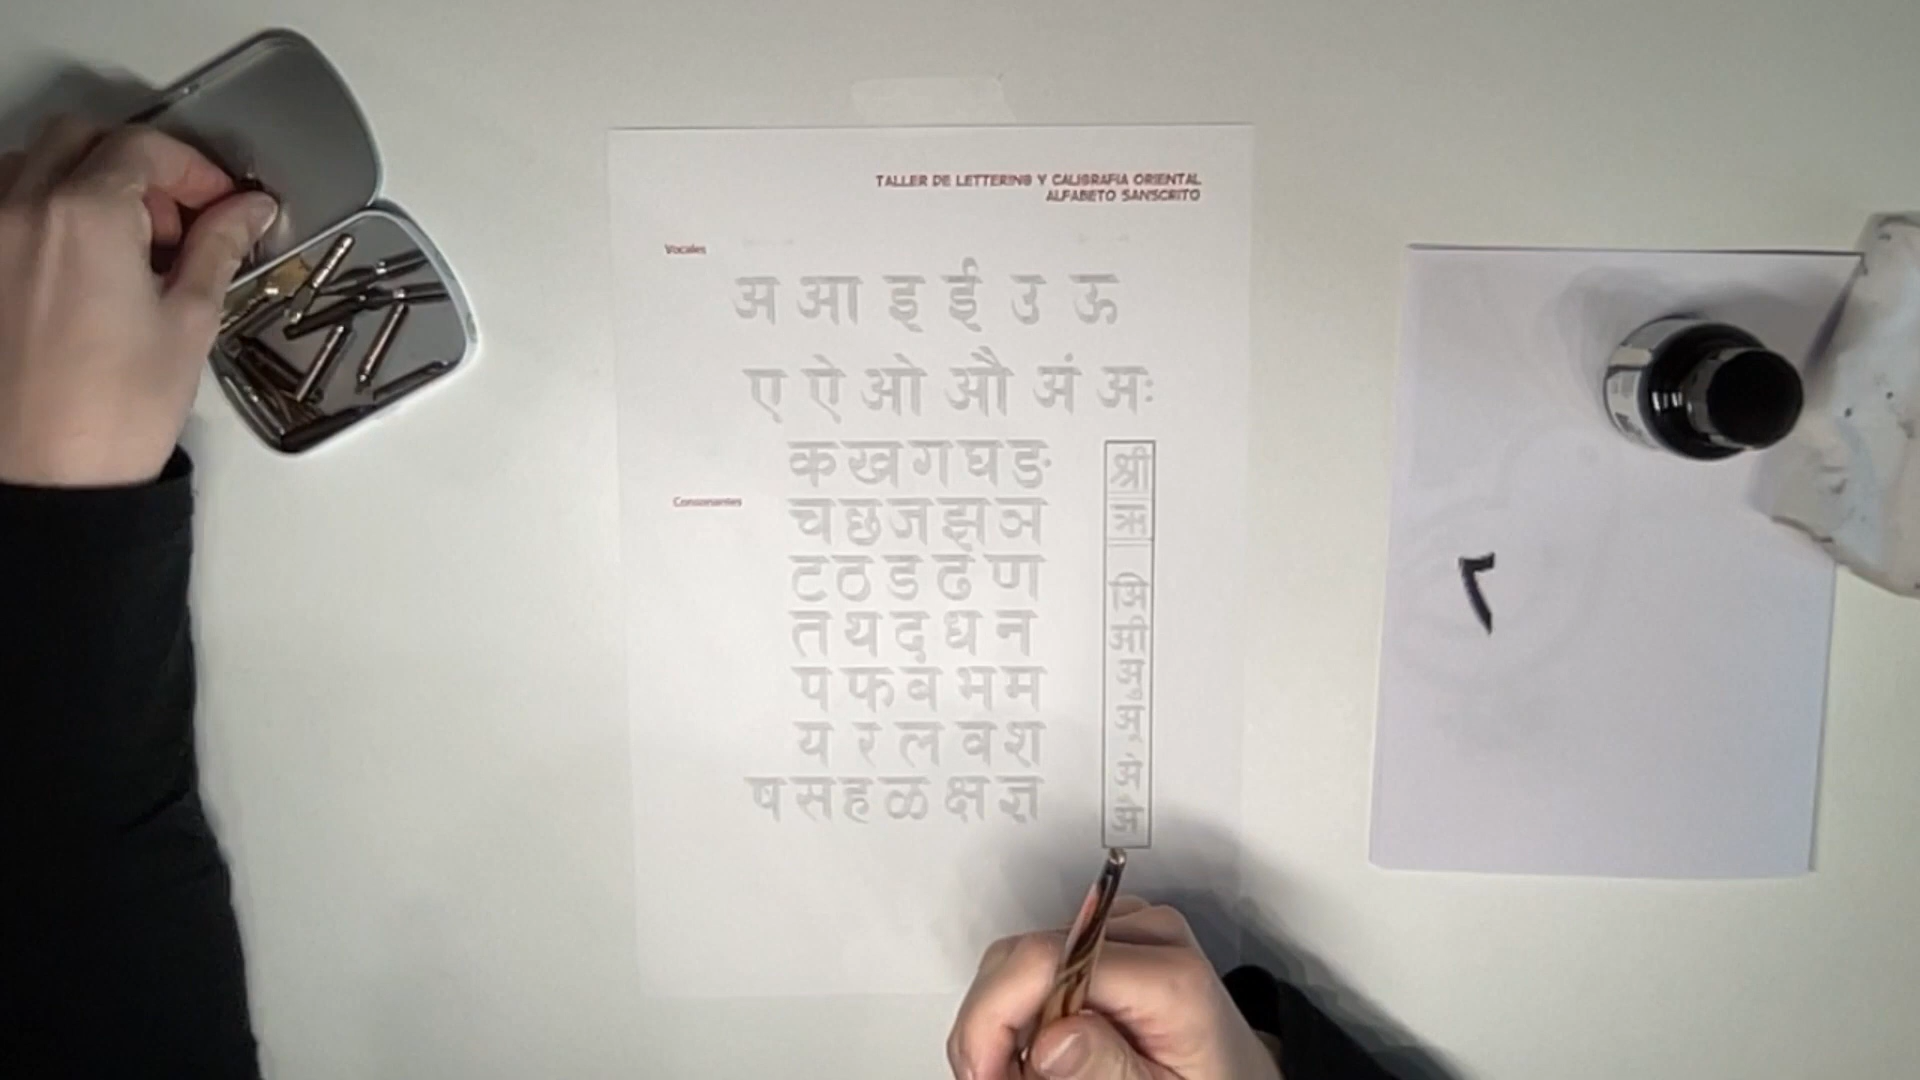 TALLER DE LETTERING Y CALIGRAFIA ORIENTAL
ALFABETO SANSCRITO
Vocales
अ आ इ ई उ ऊ
ए ऐ ओ औ अं अः
क ख ग घ ङ
Consonantes
च छ ज झ ञ
ट ठ ड ढ ण
त थ द ध न
प फ ब भ म
य र ल व श
ष स ह ळ क्ष ज्ञ
श्री
ऋ
अि
अी
अु
अू
अे
अै